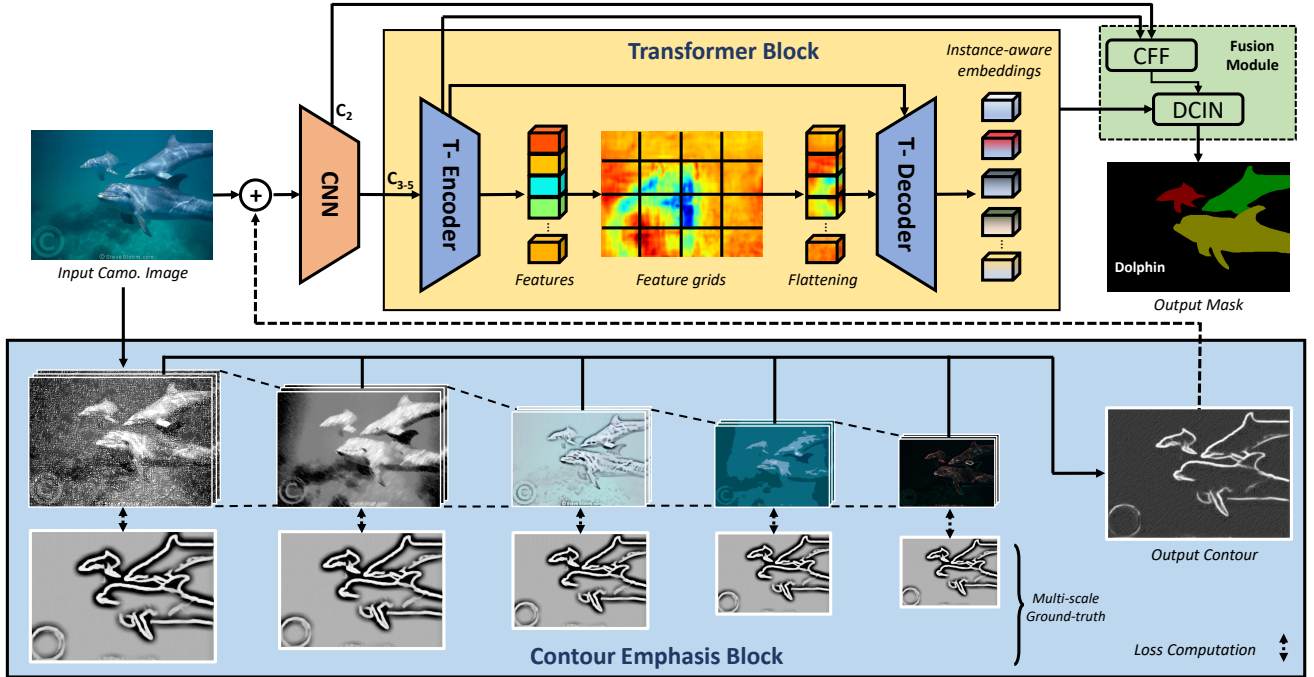 Transformer Block
Instance-aware
embeddings
CFF
Fusion
Module
DCIN
C2
C3-5
+
CNN
T- Encoder
T- Decoder
Features
Feature grids
Flattening
Input Camo. Image
©
Dolphin
Output Mask
©
©
©
©
©
Output Contour
Multi-scale
Ground-truth
Loss Computation
Contour Emphasis Block